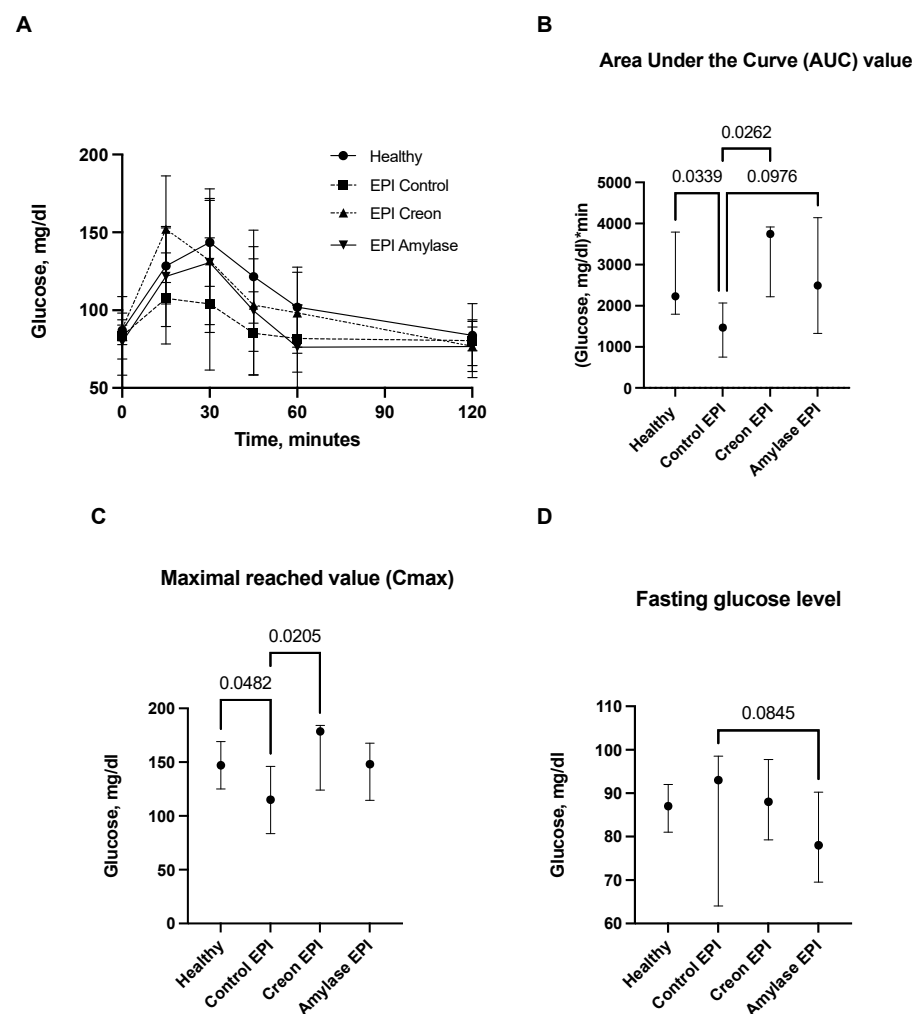 A
Glucose, mg/dl
200
150
100
50
0
30
60
90
120
Time, minutes
Healthy
EPI Control
EPI Creon
EPI Amylase
B
Area Under the Curve (AUC) value
0.0262
0.0339
0.0976
(Glucose, mg/dl)*min
5000
4000
3000
2000
1000
0
Healthy
Control EPI
Creon EPI
Amylase EPI
C
Maximal reached value (Cmax)
0.0205
0.0482
Glucose, mg/dl
200
150
100
50
0
Healthy
Control EPI
Creon EPI
Amylase EPI
D
Fasting glucose level
0.0845
Glucose, mg/dl
110
100
90
80
70
60
Healthy
Control EPI
Creon EPI
Amylase EPI